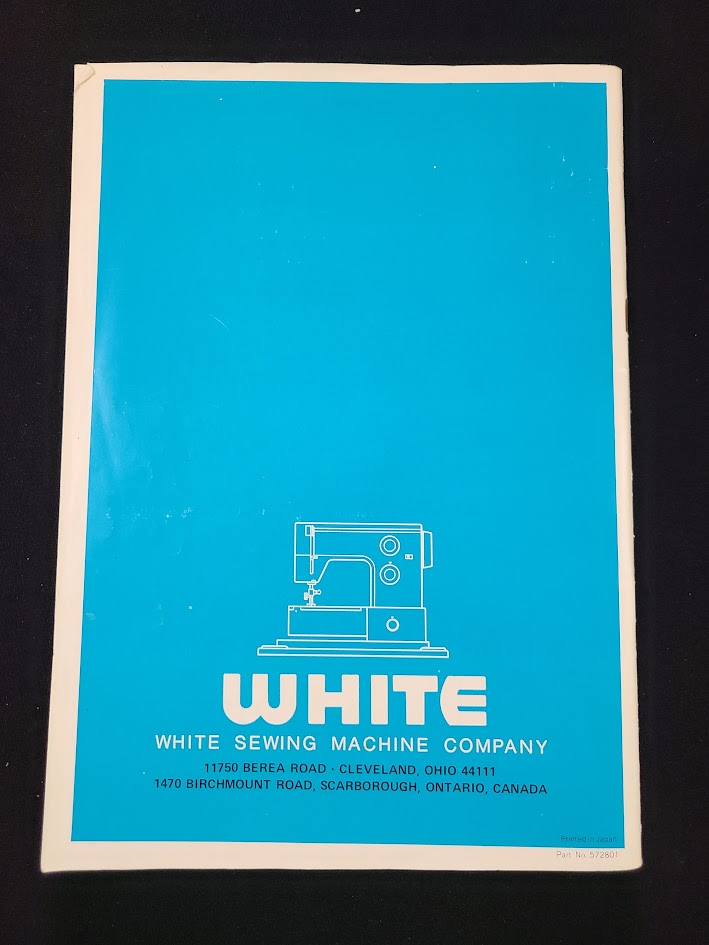 WHITE
WHITE SEWING MACHINE COMPANY
11750 BEREA ROAD · CLEVELAND, OHIO 44111
1470 BIRCHMOUNT ROAD, SCARBOROUGH, ONTARIO, CANADA
Printed in Japan
Part No. 572801